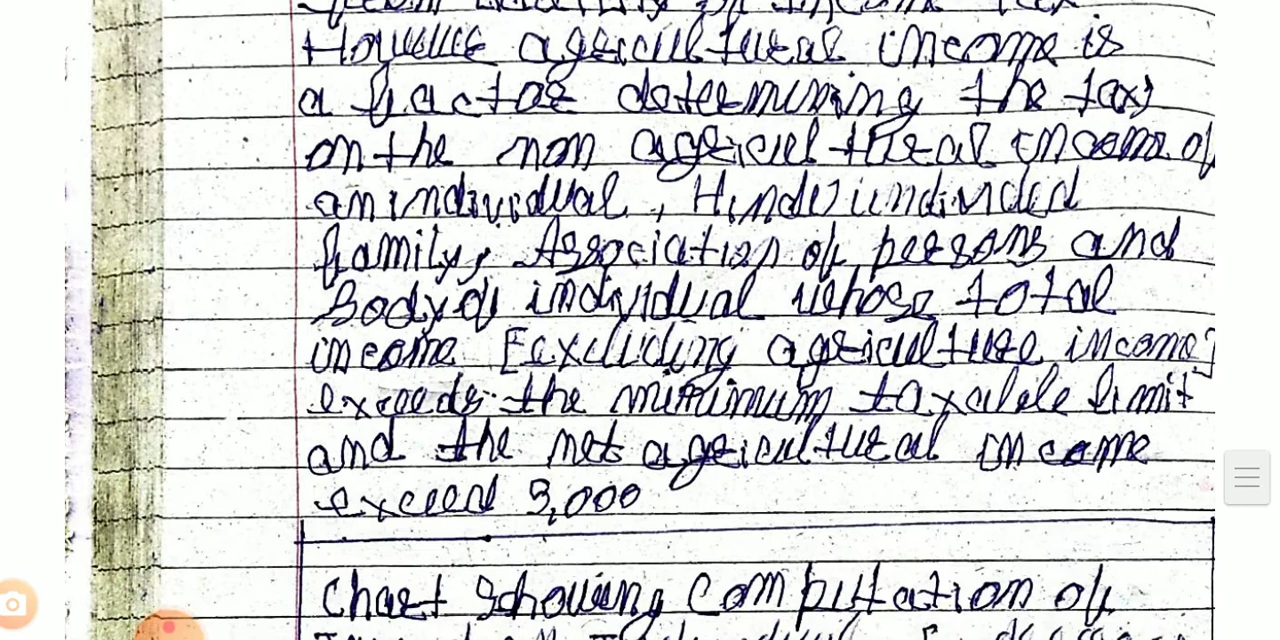 However agricultural income is
a factor determining the tax
on the non agricultural income of
an individual, Hindu undivided
family, Association of persons and
Body of individual whose total
income [Excluding agriculture income]
exceeds the minimum taxable limit
and the net agricultural income
exceed 5,000
Chart Showing Computation of